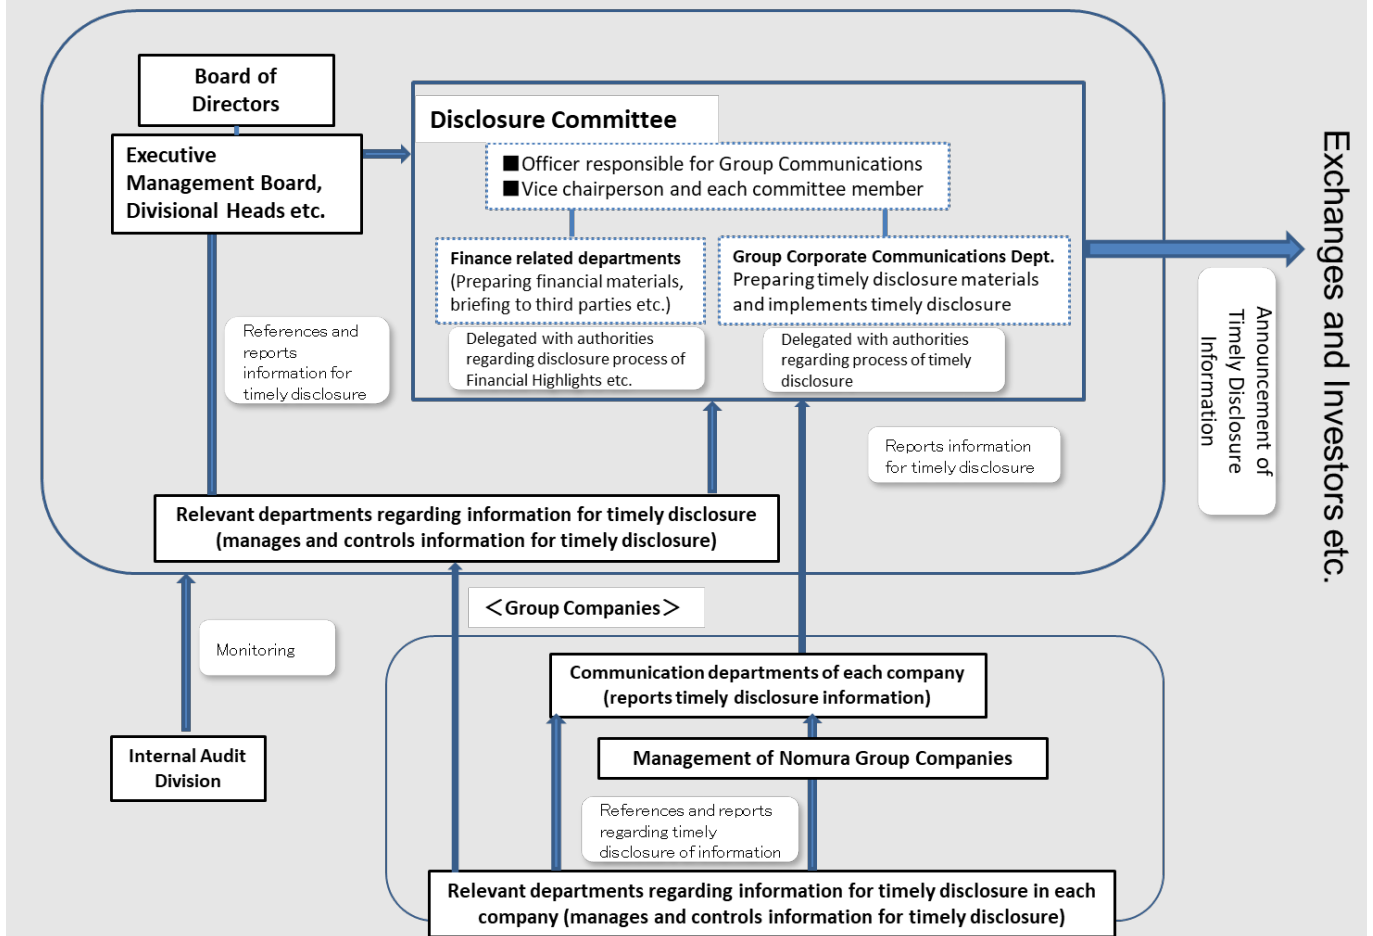 Board of
Directors
Executive
Management Board,
Divisional Heads etc.
Disclosure Committee
■Officer responsible for Group Communications
■Vice chairperson and each committee member
Finance related departments
(Preparing financial materials,
briefing to third parties etc.)
Group Corporate Communications Dept.
Preparing timely disclosure materials
and implements timely disclosure
Delegated with authorities
regarding disclosure process of
Financial Highlights etc.
Delegated with authorities
regarding process of timely
disclosure
References and
reports
information for
timely disclosure
Reports information
for timely disclosure
Announcement of
Timely Disclosure
Information
Exchanges and Investors etc.
Relevant departments regarding information for timely disclosure
(manages and controls information for timely disclosure)
Monitoring
Internal Audit
Division
＜Group Companies＞
Communication departments of each company
(reports timely disclosure information)
Management of Nomura Group Companies
References and reports
regarding timely
disclosure of information
Relevant departments regarding information for timely disclosure in each
company (manages and controls information for timely disclosure)